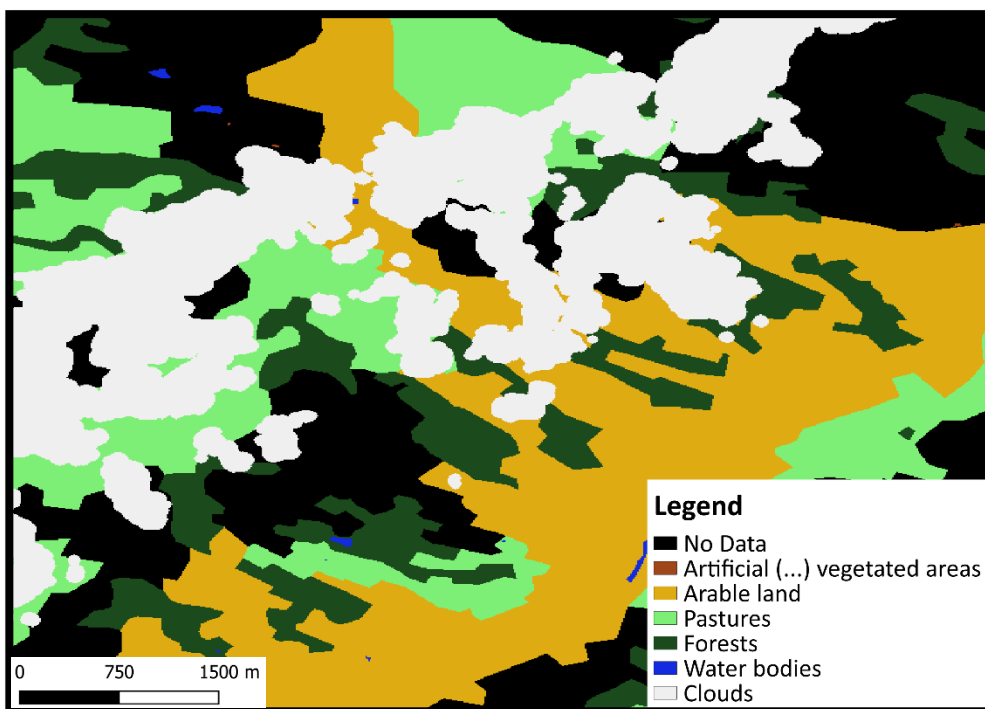 Legend
No Data
Artificial (...) vegetated areas
Arable land
Pastures
Forests
Water bodies
Clouds
0 750 1500 m